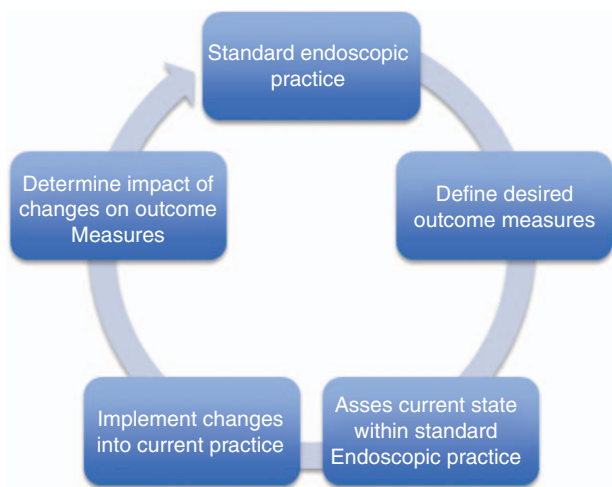 Standard endoscopic
practice
Define desired
outcome measures
Asses current state
within standard
Endoscopic practice
Implement changes
into current practice
Determine impact of
changes on outcome
Measures